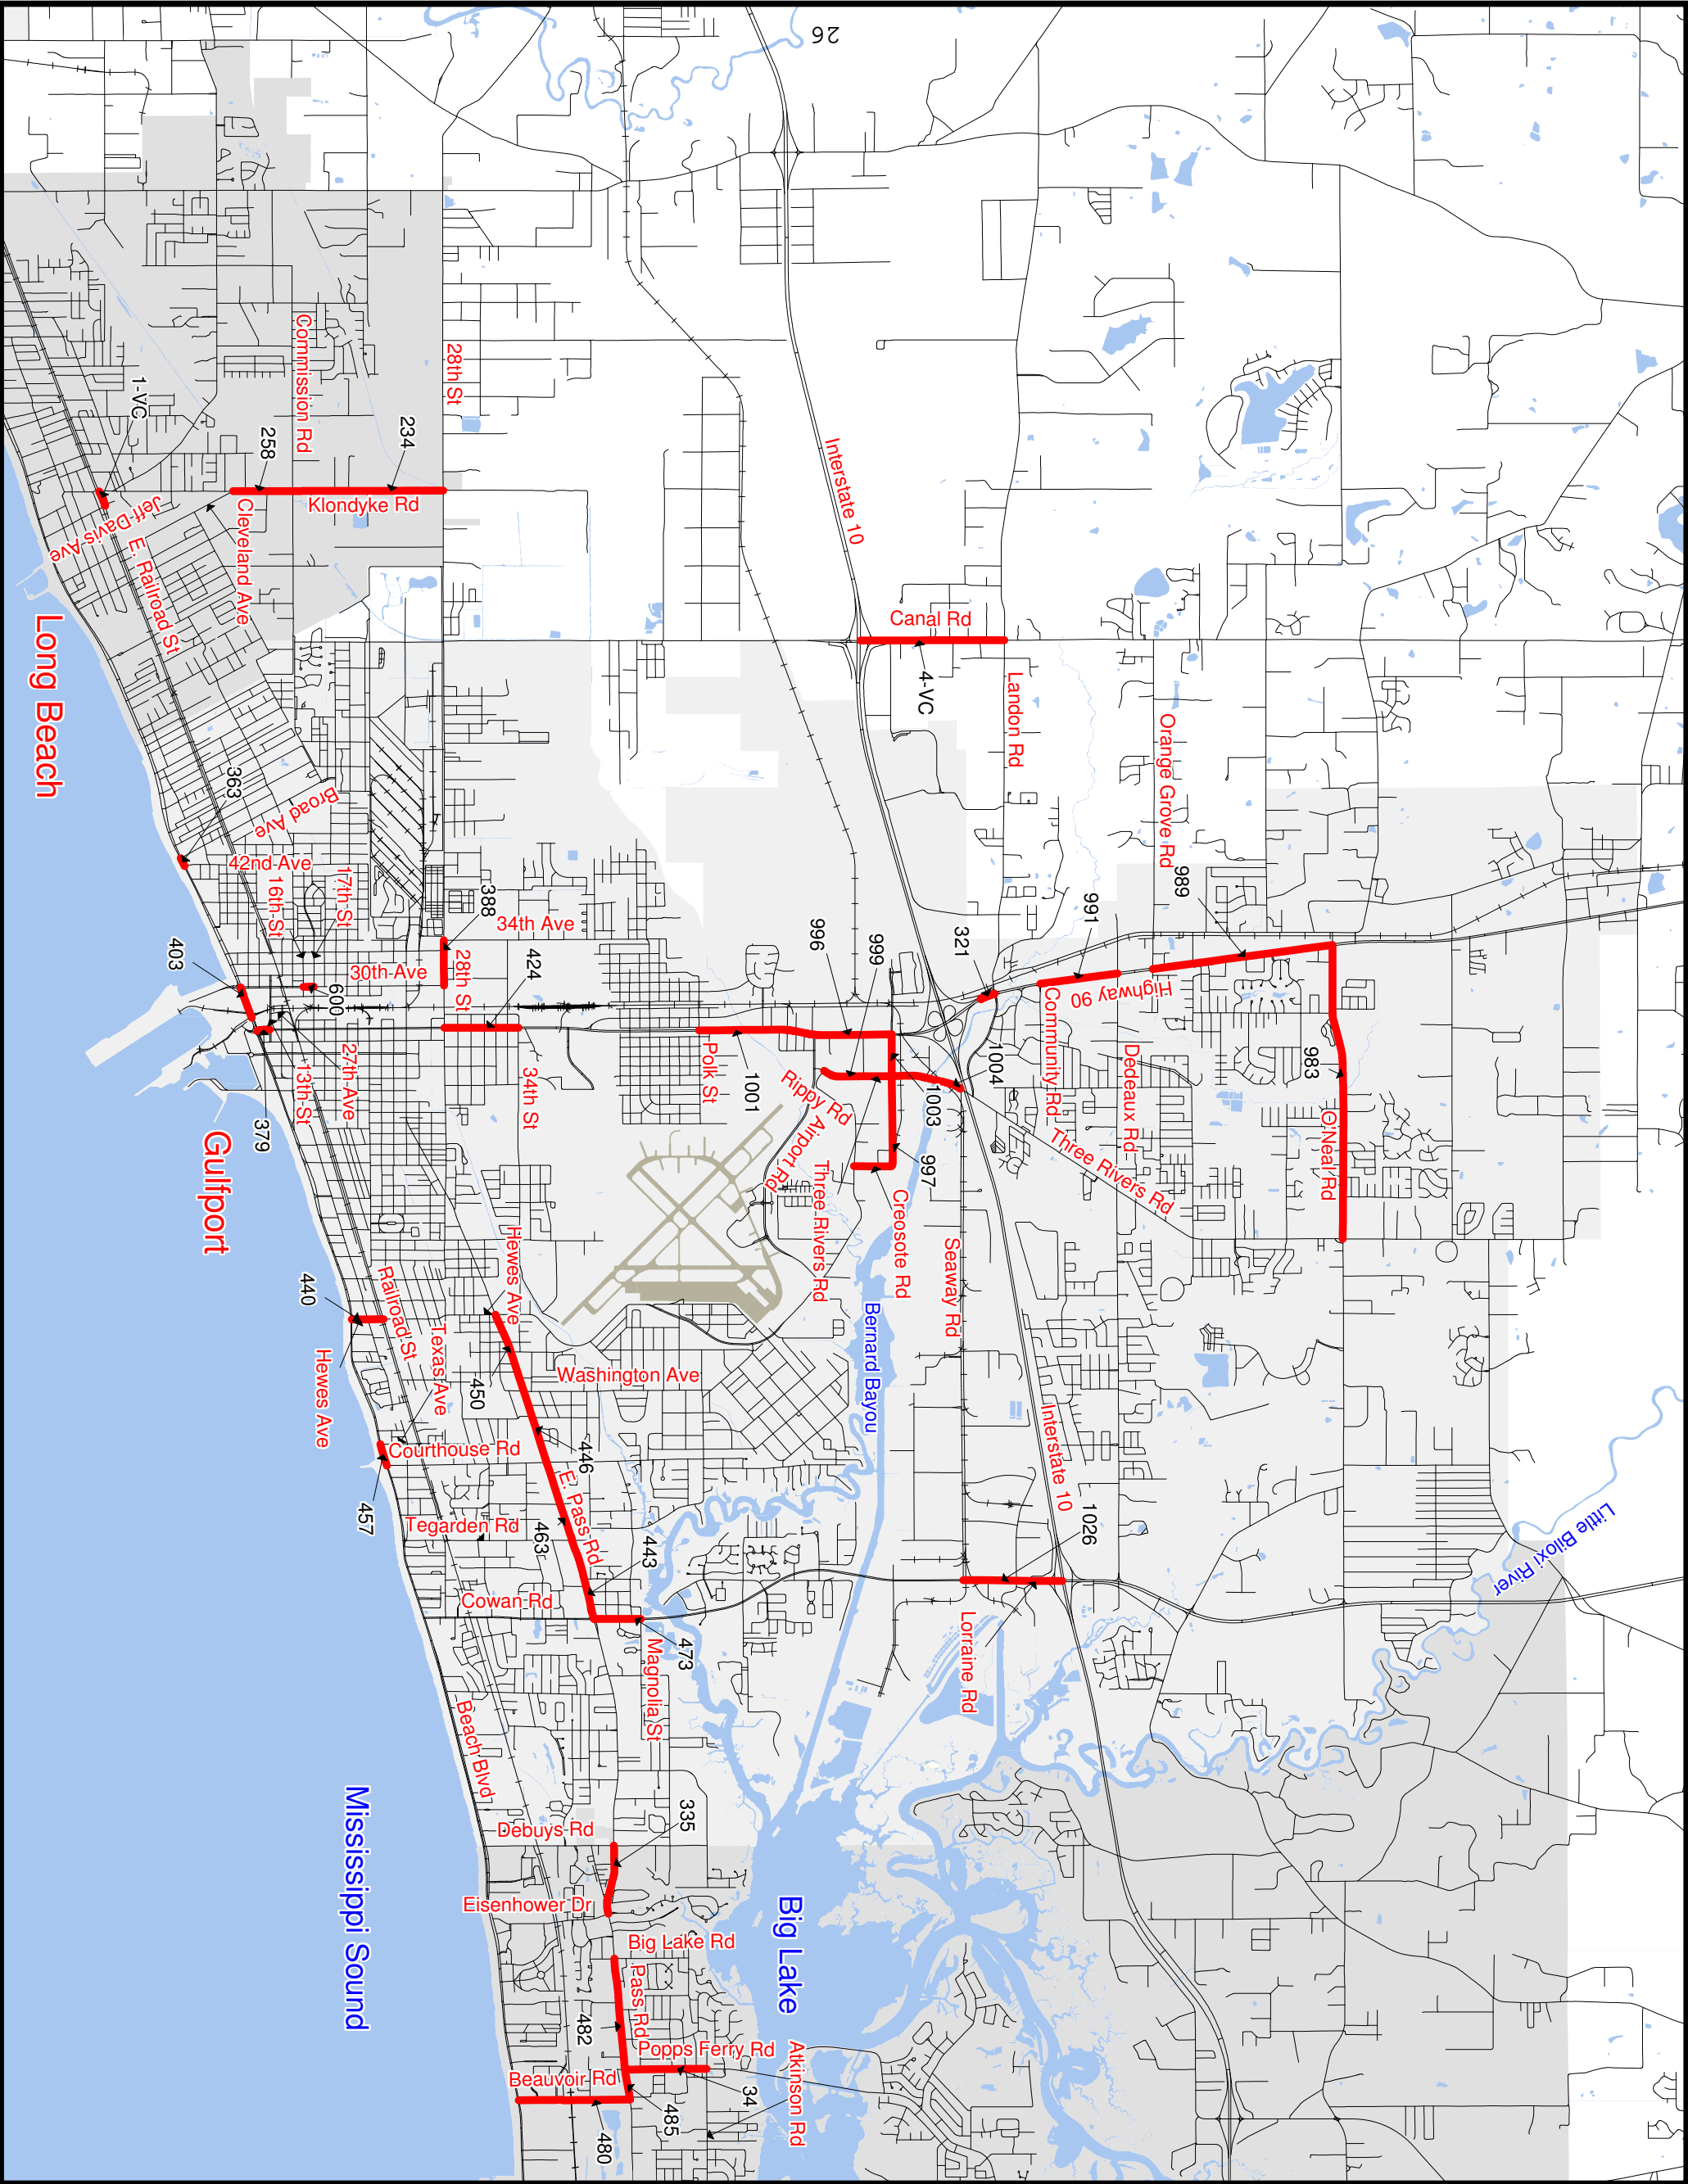 26
Interstate 10
28th St
Commission Rd
1-VC
258
234
Klondyke Rd
Jeff Davis Ave
E. Railroad St
Cleveland Ave
Long Beach
Canal Rd
4-VC
Landon Rd
Orange Grove Rd
363
Broad Ave
42nd Ave
16th St
17th St
388
34th Ave
403
30th Ave
600
28th St
424
996
999
321
991
989
Highway 90
Community Rd
Dedeaux Rd
983
O'Neal Rd
1004
1003
Three Rivers Rd
27th Ave
13th St
379
34th St
Polk St
1001
Rippy Rd
Airport Rd
Three Rivers Rd
997
Creosote Rd
Seaway Rd
Gulfport
440
Hewes Ave
Railroad St
Texas Ave
Hewes Ave
450
Washington Ave
Bernard Bayou
Interstate 10
Courthouse Rd
457
446
E. Pass Rd
Tegarden Rd
463
443
1026
Little Biloxi River
Cowan Rd
473
Magnolia St
Lorraine Rd
Beach Blvd
Mississippi Sound
Debuys Rd
335
Eisenhower Dr
Big Lake
Big Lake Rd
Pass Rd
482
Popps Ferry Rd
Beauvoir Rd
34
Atkinson Rd
485
480